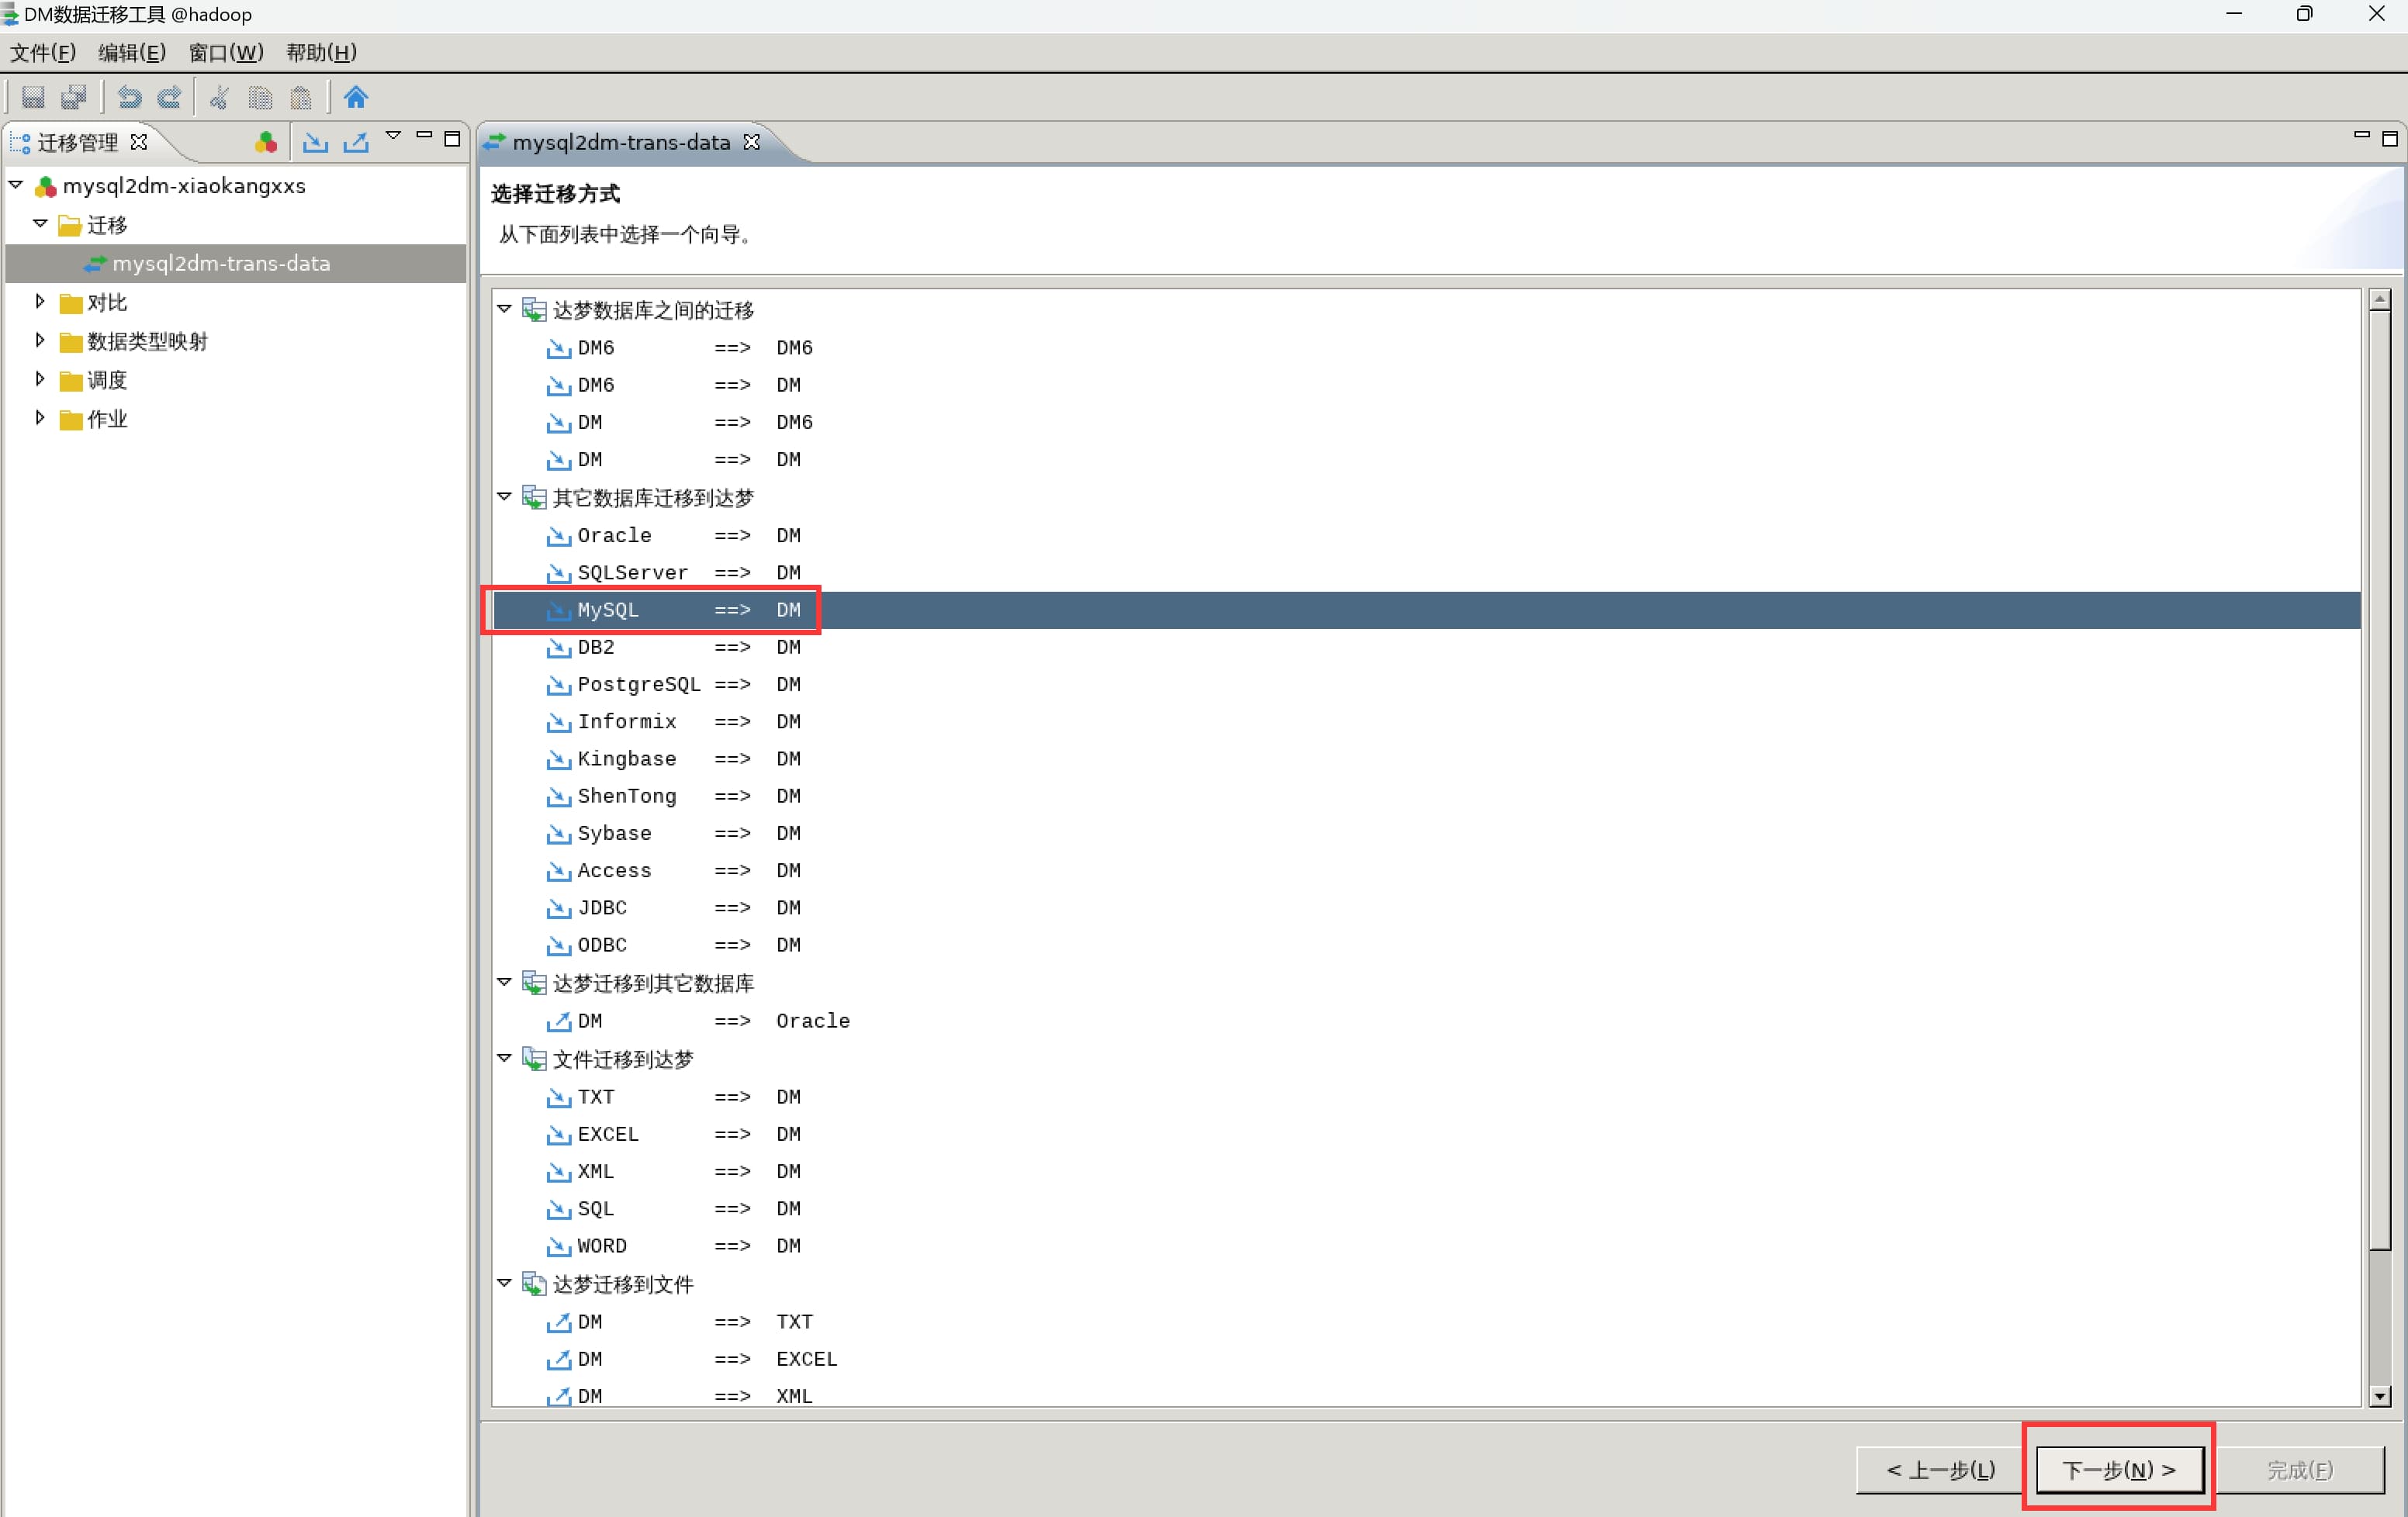 DM数据迁移工具 @hadoop
文件(F) 编辑(E) 窗口(W) 帮助(H)
迁移管理
mysql2dm-xiaokangxxs
迁移
mysql2dm-trans-data
对比
数据类型映射
调度
作业
mysql2dm-trans-data
选择迁移方式
从下面列表中选择一个向导。
达梦数据库之间的迁移
DM6 ==> DM6
DM6 ==> DM
DM ==> DM6
DM ==> DM
其它数据库迁移到达梦
Oracle ==> DM
SQLServer ==> DM
MySQL ==> DM
DB2 ==> DM
PostgreSQL ==> DM
Informix ==> DM
Kingbase ==> DM
ShenTong ==> DM
Sybase ==> DM
Access ==> DM
JDBC ==> DM
ODBC ==> DM
达梦迁移到其它数据库
DM ==> Oracle
文件迁移到达梦
TXT ==> DM
EXCEL ==> DM
XML ==> DM
SQL ==> DM
WORD ==> DM
达梦迁移到文件
DM ==> TXT
DM ==> EXCEL
DM ==> XML
< 上一步(L) 下一步(N) > 完成(F)